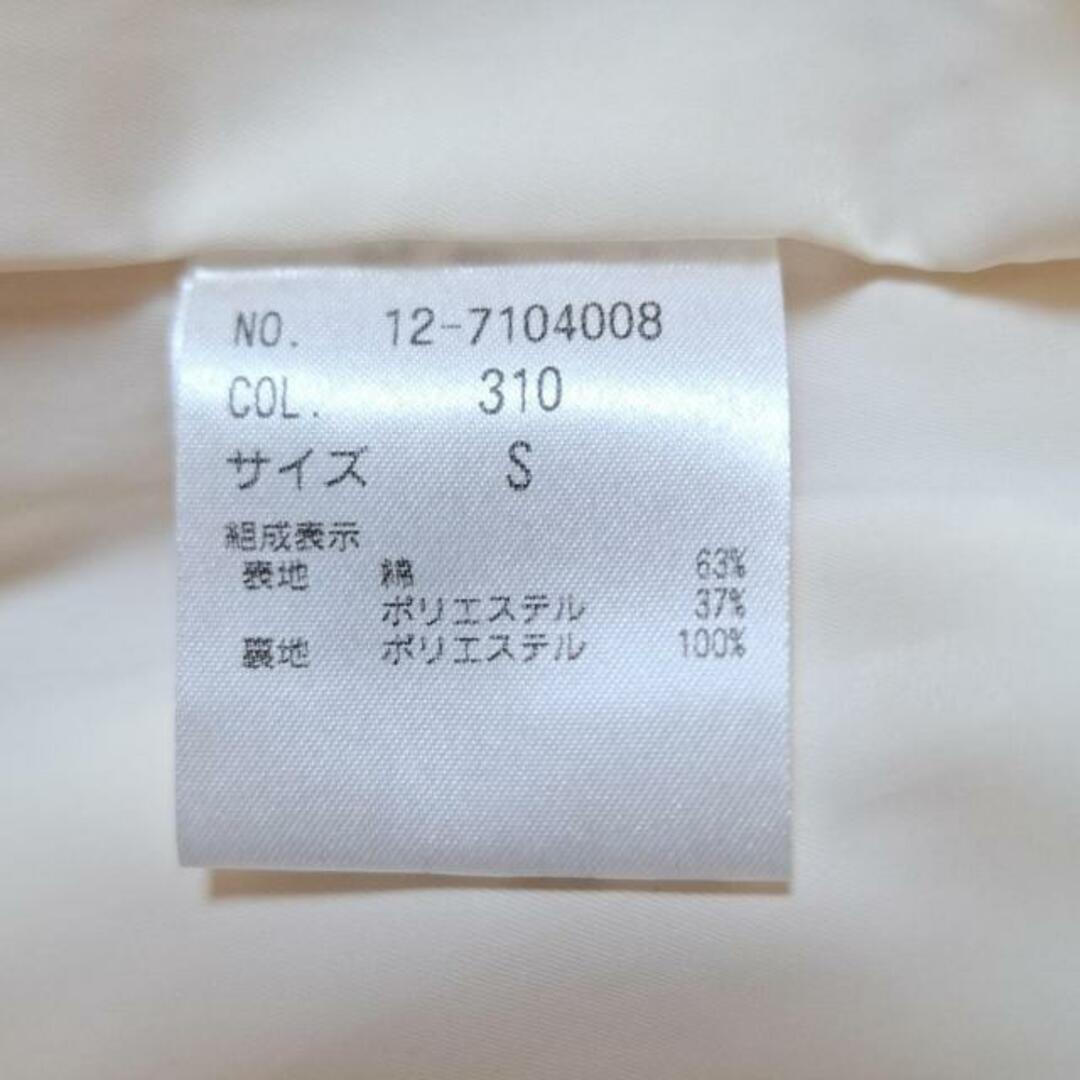 NO. 12-7104008
COL. 310
サイズ S
組成表示
表地 綿 63%
ポリエステル 37%
裏地 ポリエステル 100%